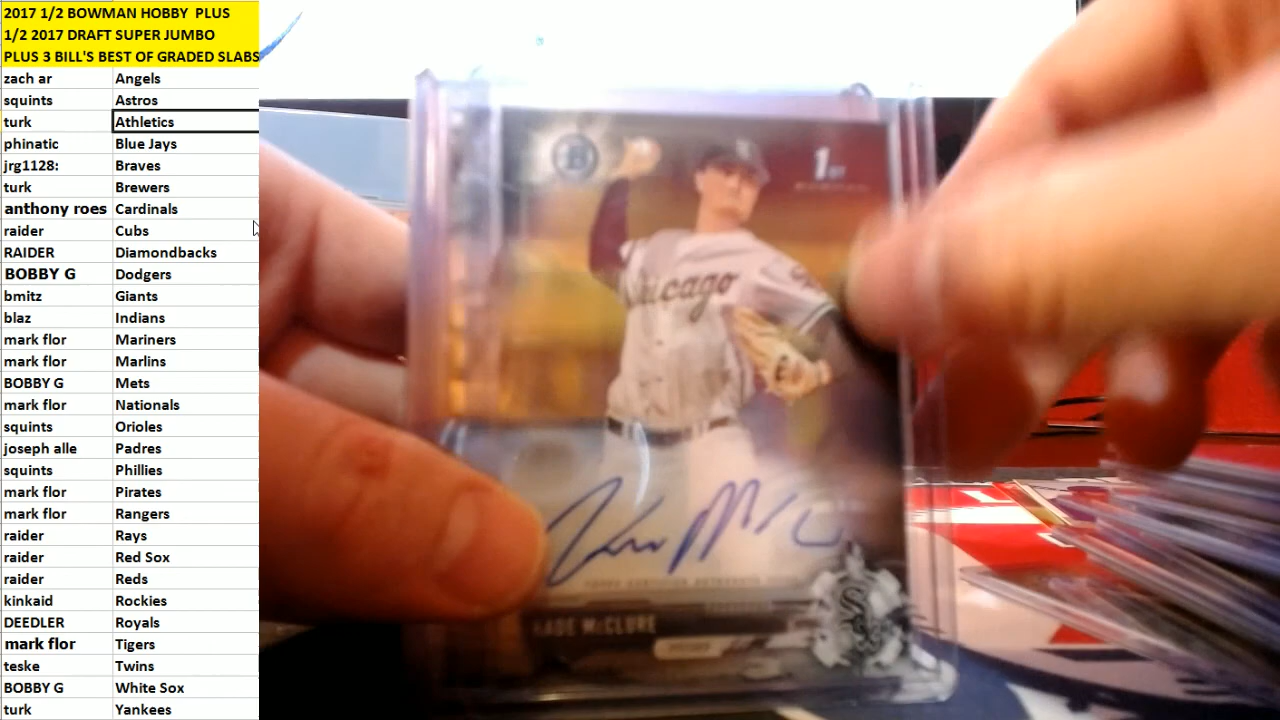 2017 1/2 BOWMAN HOBBY PLUS
1/2 2017 DRAFT SUPER JUMBO
PLUS 3 BILL'S BEST OF GRADED SLABS
zach ar Angels
squints Astros
turk Athletics
phinatic Blue Jays
jrg1128: Braves
turk Brewers
anthony roes Cardinals
raider Cubs
RAIDER Diamondbacks
BOBBY G Dodgers
bmitz Giants
blaz Indians
mark flor Mariners
mark flor Marlins
BOBBY G Mets
mark flor Nationals
squints Orioles
joseph alle Padres
squints Phillies
mark flor Pirates
mark flor Rangers
raider Rays
raider Red Sox
raider Reds
kinkaid Rockies
DEEDLER Royals
mark flor Tigers
teske Twins
BOBBY G White Sox
turk Yankees
B
1ST
Chicago
KADE McCLURE
SOX